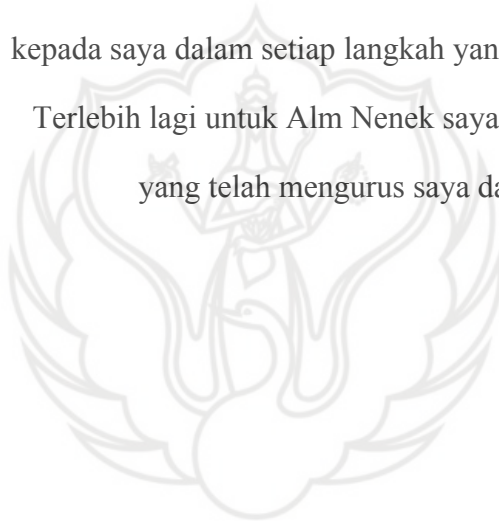 kepada saya dalam setiap langkah yan
Terlebih lagi untuk Alm Nenek saya
yang telah mengurus saya da